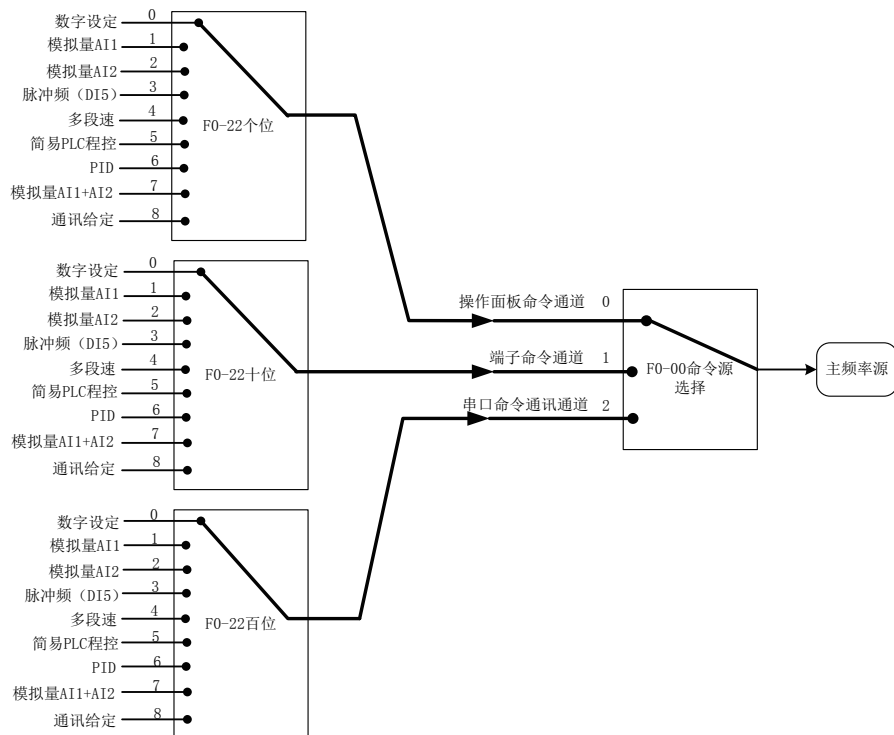 数字设定 0
模拟量AI1 1
模拟量AI2 2
脉冲频（DI5） 3
多段速 4
F0-22个位
简易PLC程控 5
PID 6
模拟量AI1+AI2 7
通讯给定 8
数字设定 0
模拟量AI1 1
模拟量AI2 2
脉冲频（DI5） 3
多段速 4
F0-22十位
简易PLC程控 5
PID 6
模拟量AI1+AI2 7
通讯给定 8
数字设定 0
模拟量AI1 1
模拟量AI2 2
脉冲频（DI5） 3
多段速 4
F0-22百位
简易PLC程控 5
PID 6
模拟量AI1+AI2 7
通讯给定 8
操作面板命令通道 0
端子命令通道 1
串口命令通讯通道 2
F0-00命令源
选择
主频率源